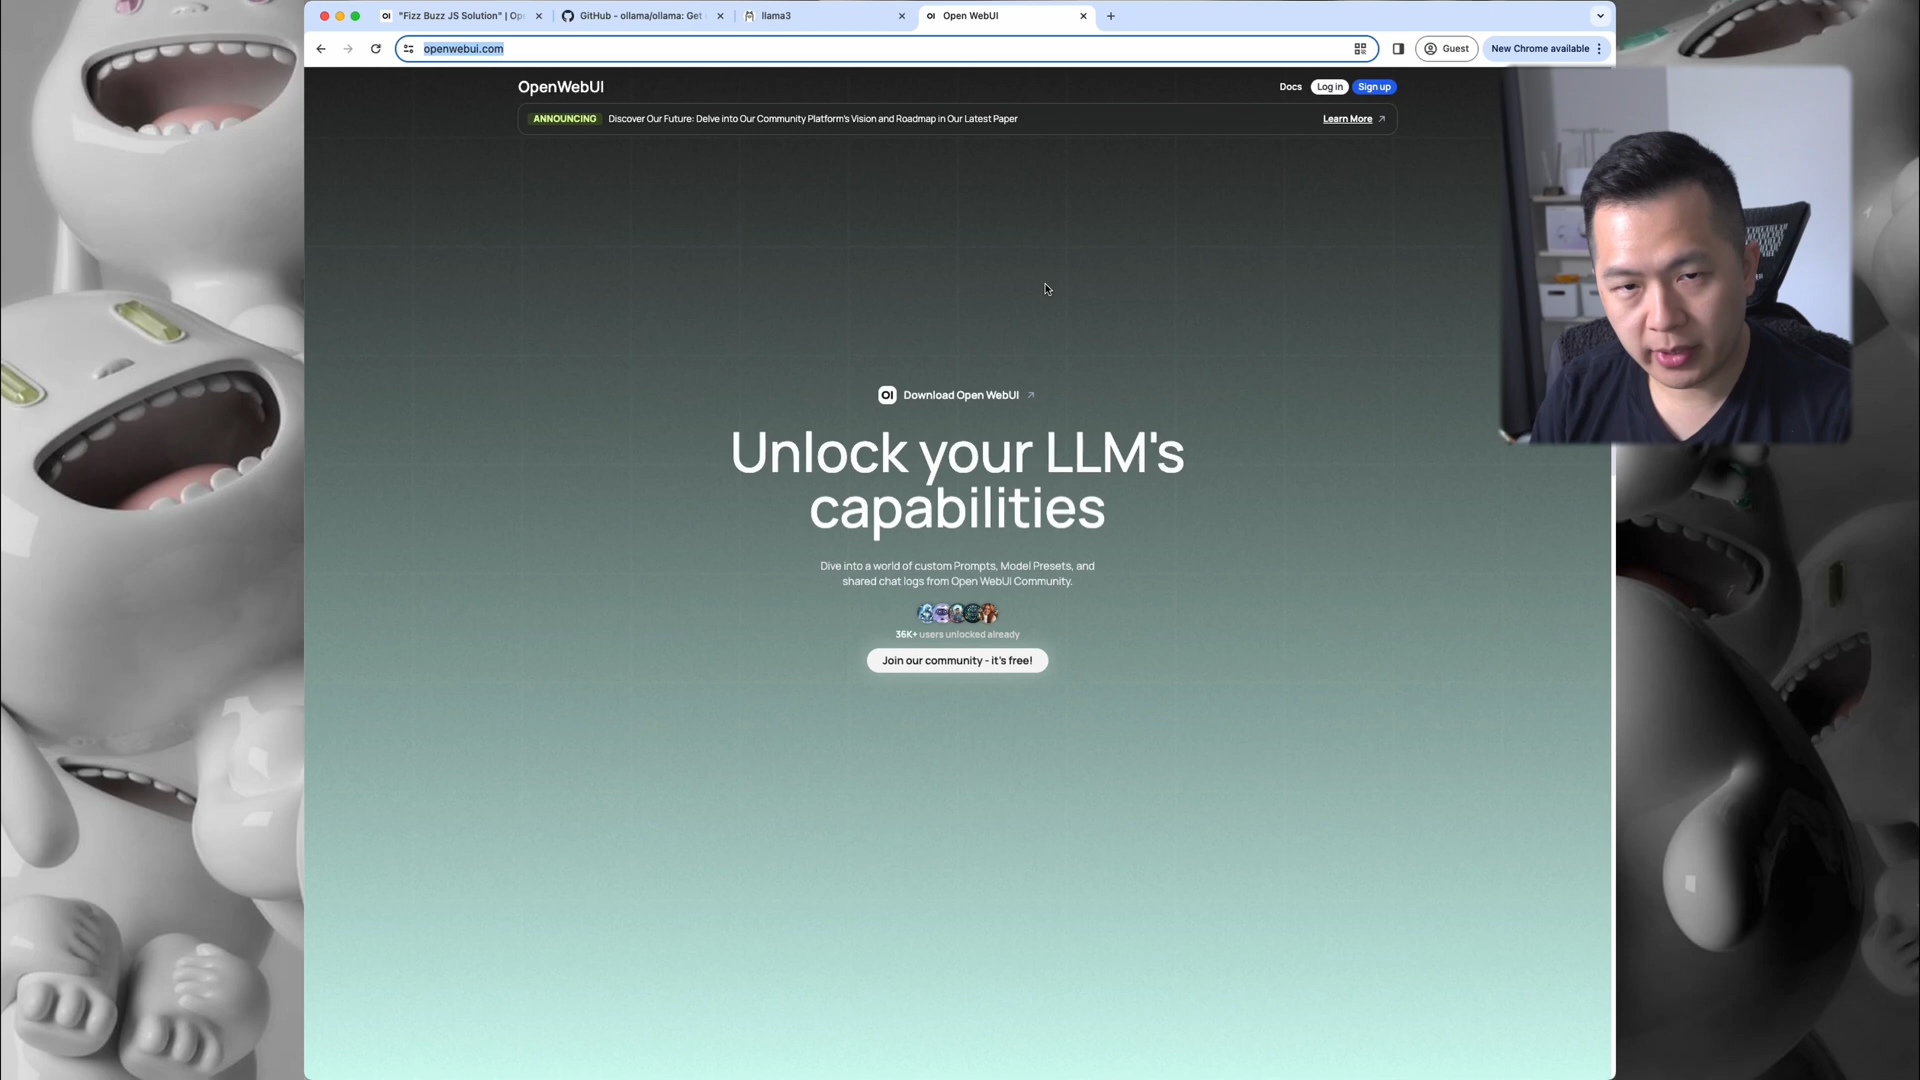 "Fizz Buzz JS Solution" | Op
GitHub - ollama/ollama: Get
llama3
OI Open WebUI
openwebui.com
Guest
New Chrome available
OpenWebUI
Docs
Log in
Sign up
ANNOUNCING Discover Our Future: Delve into Our Community Platform's Vision and Roadmap in Our Latest Paper
Learn More
OI Download Open WebUI
Unlock your LLM's
capabilities
Dive into a world of custom Prompts, Model Presets, and
shared chat logs from Open WebUI Community.
36K+ users unlocked already
Join our community - it's free!